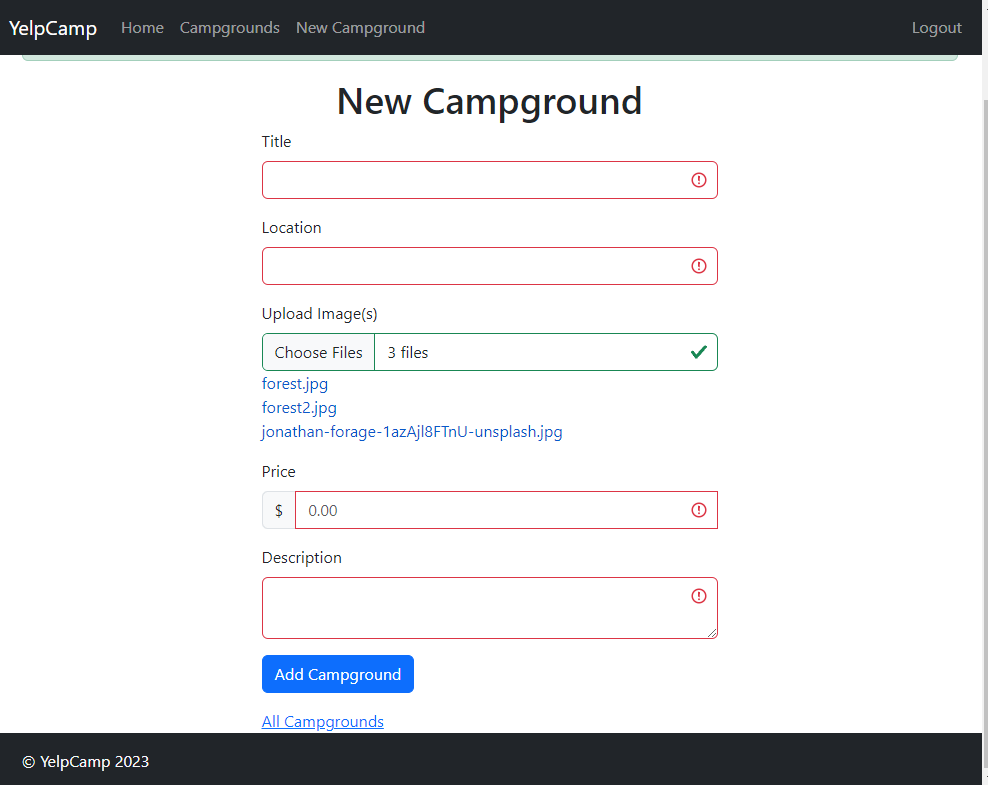 YelpCamp Home Campgrounds New Campground Logout
New Campground
Title
Location
Upload Image(s)
Choose Files 3 files
forest.jpg
forest2.jpg
jonathan-forage-1azAjl8FTnU-unsplash.jpg
Price
$ 0.00
Description
Add Campground
All Campgrounds
© YelpCamp 2023